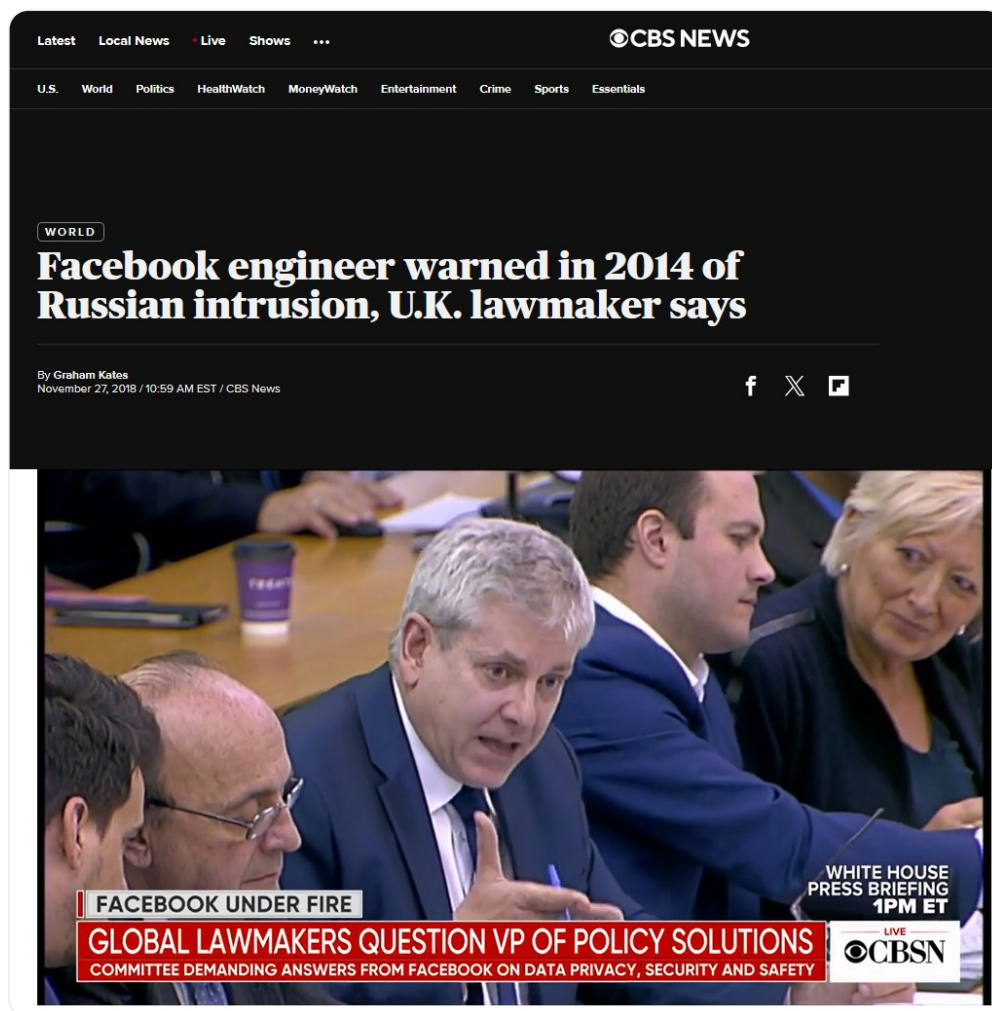 Latest Local News Live Shows •••
CBS NEWS
U.S. World Politics HealthWatch MoneyWatch Entertainment Crime Sports Essentials
WORLD
Facebook engineer warned in 2014 of
Russian intrusion, U.K. lawmaker says
By Graham Kates
November 27, 2018 / 10:59 AM EST / CBS News
WHITE HOUSE
PRESS BRIEFING
1PM ET
FACEBOOK UNDER FIRE
GLOBAL LAWMAKERS QUESTION VP OF POLICY SOLUTIONS
COMMITTEE DEMANDING ANSWERS FROM FACEBOOK ON DATA PRIVACY, SECURITY AND SAFETY
LIVE
CBSN